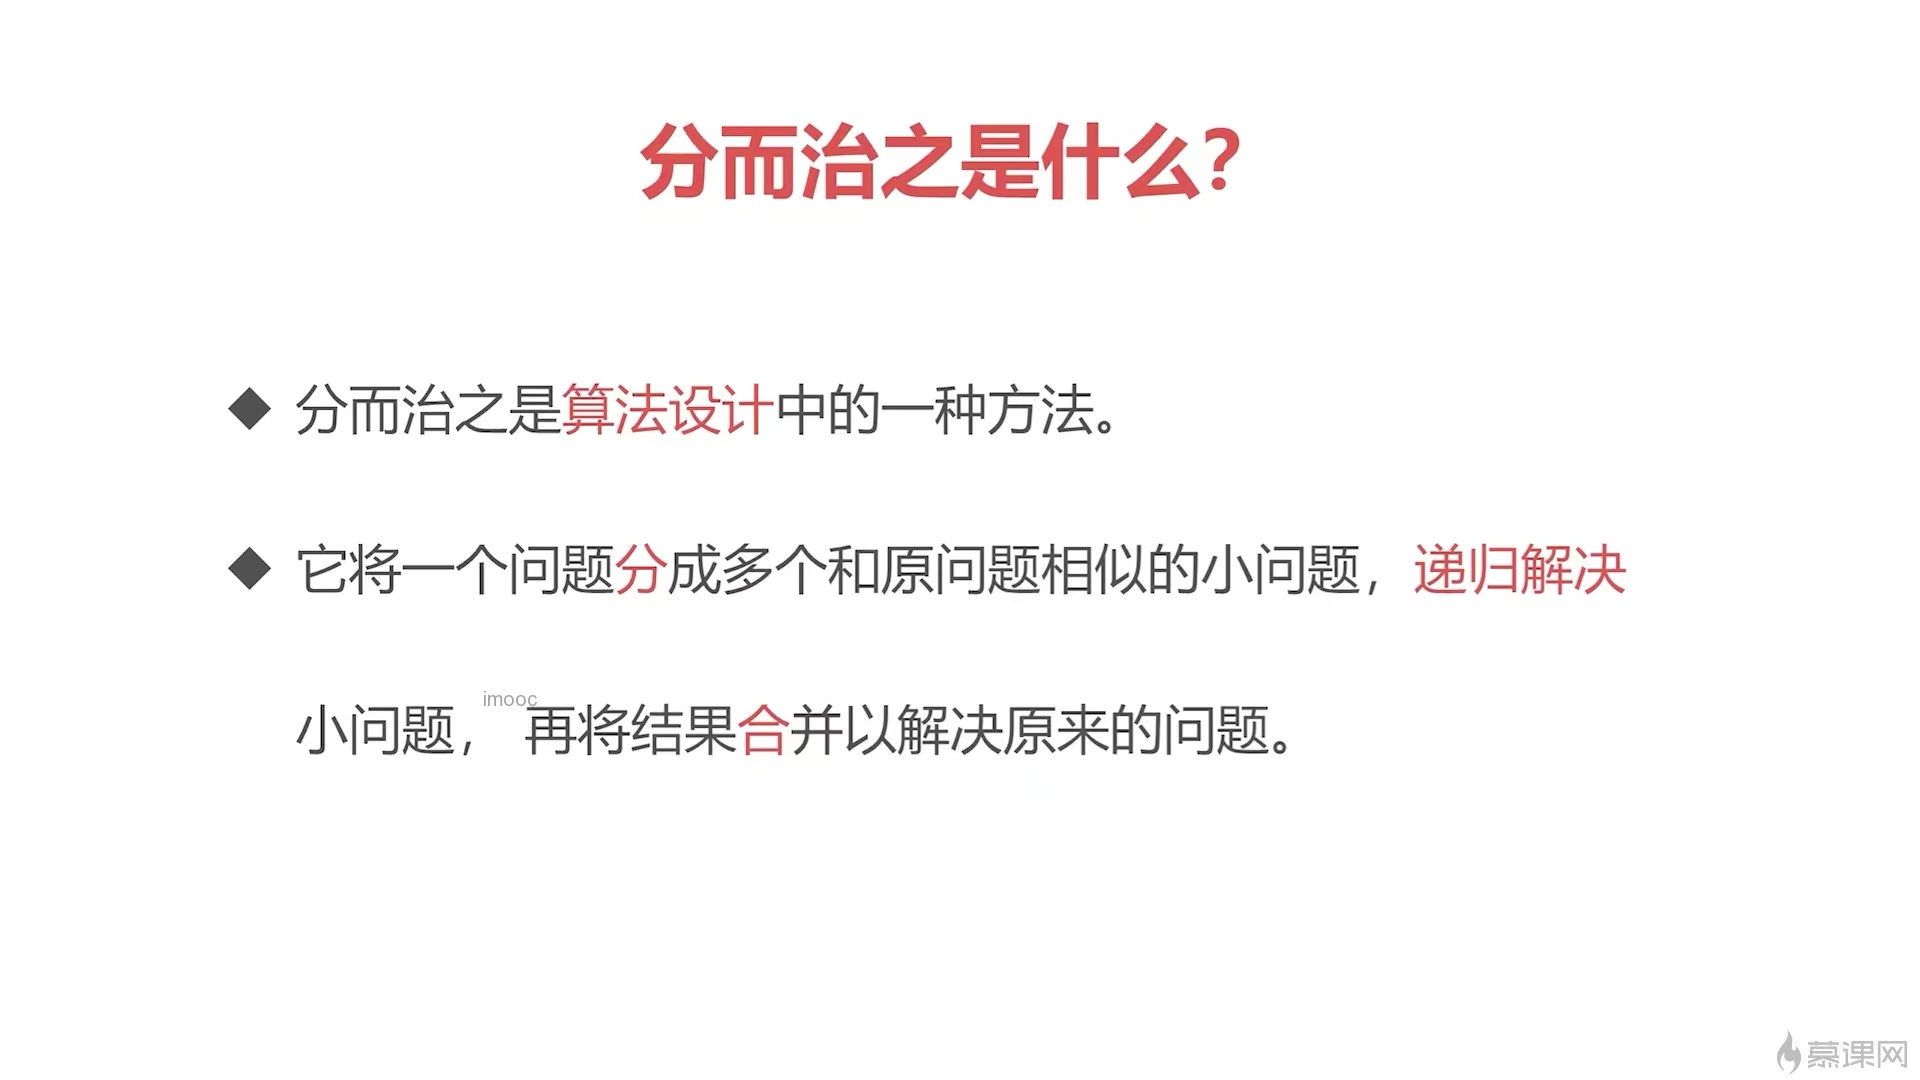 分而治之是什么？
◆ 分而治之是算法设计中的一种方法。
◆ 它将一个问题分成多个和原问题相似的小问题，递归解决
小问题， 再将结果合并以解决原来的问题。
imooc
慕课网